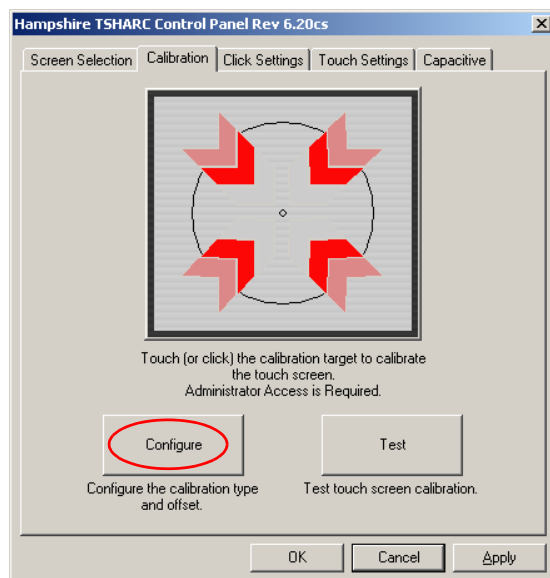 Hampshire TSHARC Control Panel Rev 6.20cs
Screen Selection Calibration Click Settings Touch Settings Capacitive
Touch (or click) the calibration target to calibrate
the touch screen.
Administrator Access is Required.
Configure
Test
Configure the calibration type
and offset.
Test touch screen calibration.
OK Cancel Apply